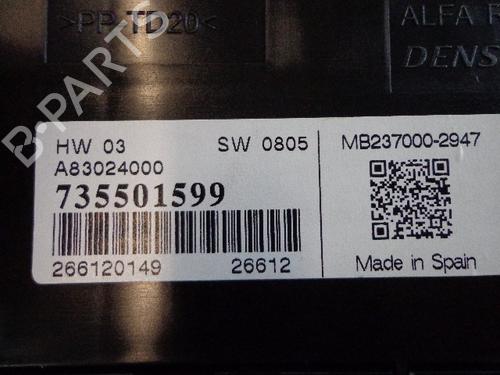 >PP-TD20<
ALFA
DENS
B-PARTS
HW 03 SW 0805
A83024000
735501599
266120149 26612
MB237000-2947
Made in Spain